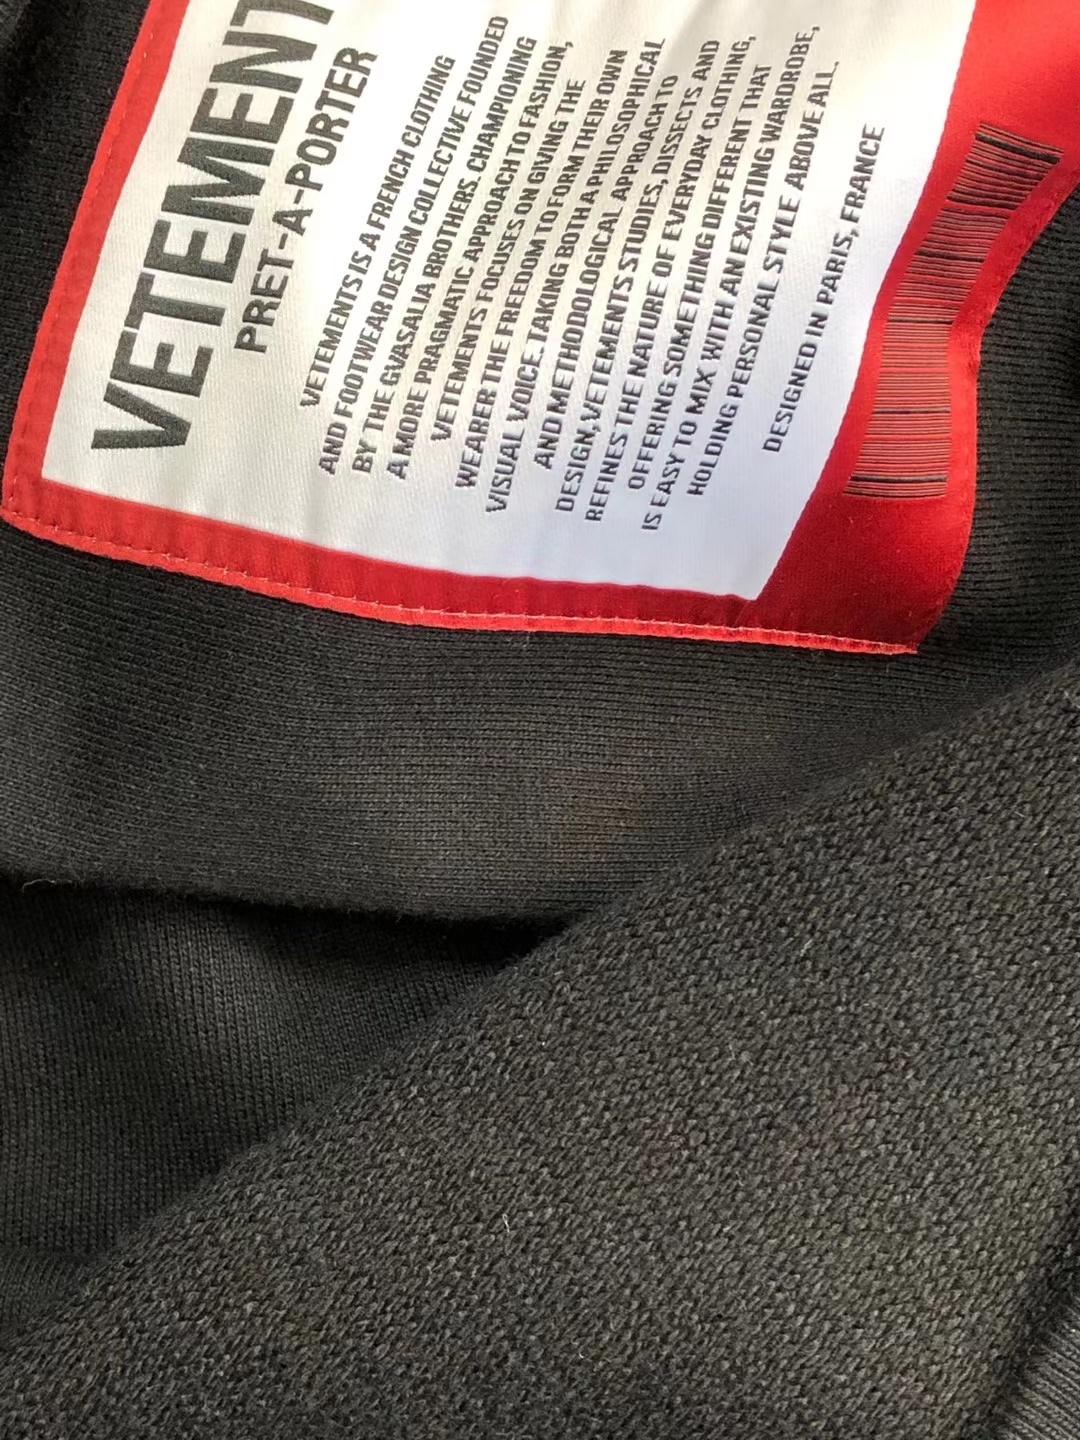 VETEMENT
PRET-A-PORTER
VETEMENTS IS A FRENCH CLOTHING
AND FOOTWEAR DESIGN COLLECTIVE FOUNDED
BY THE GVASALIA BROTHERS. CHAMPIONING
A MORE PRAGMATIC APPROACH TO FASHION,
VETEMENTS FOCUSES ON GIVING THE
WEARER THE FREEDOM TO FORM THEIR OWN
VISUAL VOICE. TAKING BOTH A PHILOSOPHICAL
AND METHODOLOGICAL APPROACH TO
DESIGN, VETEMENTS STUDIES, DISSECTS AND
REFINES THE NATURE OF EVERYDAY CLOTHING,
OFFERING SOMETHING DIFFERENT THAT
IS EASY TO MIX WITH AN EXISTING WARDROBE,
HOLDING PERSONAL STYLE ABOVE ALL.
DESIGNED IN PARIS, FRANCE